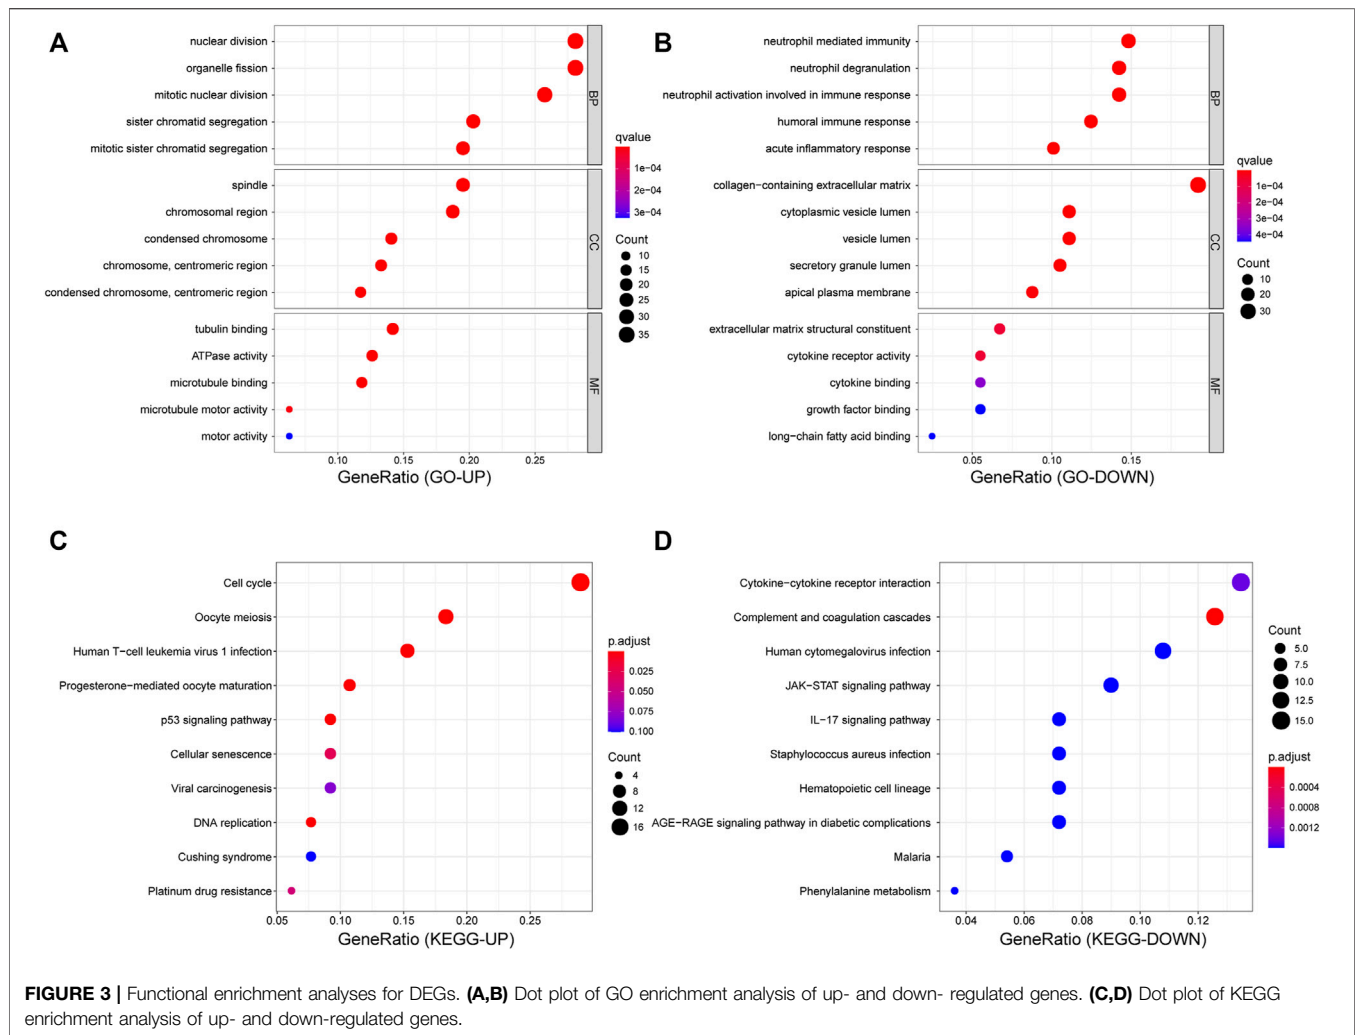 A
nuclear division
organelle fission
mitotic nuclear division
sister chromatid segregation
mitotic sister chromatid segregation
BP
spindle
chromosomal region
condensed chromosome
chromosome, centromeric region
condensed chromosome, centromeric region
CC
tubulin binding
ATPase activity
microtubule binding
microtubule motor activity
motor activity
MF
0.10 0.15 0.20 0.25
GeneRatio (GO-UP)
qvalue
1e-04
2e-04
3e-04
Count
10
15
20
25
30
35
B
neutrophil mediated immunity
neutrophil degranulation
neutrophil activation involved in immune response
humoral immune response
acute inflammatory response
BP
collagen-containing extracellular matrix
cytoplasmic vesicle lumen
vesicle lumen
secretory granule lumen
apical plasma membrane
CC
extracellular matrix structural constituent
cytokine receptor activity
cytokine binding
growth factor binding
long-chain fatty acid binding
MF
0.05 0.10 0.15
GeneRatio (GO-DOWN)
qvalue
1e-04
2e-04
3e-04
4e-04
Count
10
20
30
C
Cell cycle
Oocyte meiosis
Human T-cell leukemia virus 1 infection
Progesterone-mediated oocyte maturation
p53 signaling pathway
Cellular senescence
Viral carcinogenesis
DNA replication
Cushing syndrome
Platinum drug resistance
0.05 0.10 0.15 0.20 0.25
GeneRatio (KEGG-UP)
p.adjust
0.025
0.050
0.075
0.100
Count
4
8
12
16
D
Cytokine-cytokine receptor interaction
Complement and coagulation cascades
Human cytomegalovirus infection
JAK-STAT signaling pathway
IL-17 signaling pathway
Staphylococcus aureus infection
Hematopoietic cell lineage
AGE-RAGE signaling pathway in diabetic complications
Malaria
Phenylalanine metabolism
0.04 0.06 0.08 0.10 0.12
GeneRatio (KEGG-DOWN)
Count
5.0
7.5
10.0
12.5
15.0
p.adjust
0.0004
0.0008
0.0012
FIGURE 3 | Functional enrichment analyses for DEGs. (A,B) Dot plot of GO enrichment analysis of up- and down- regulated genes. (C,D) Dot plot of KEGG
enrichment analysis of up- and down-regulated genes.